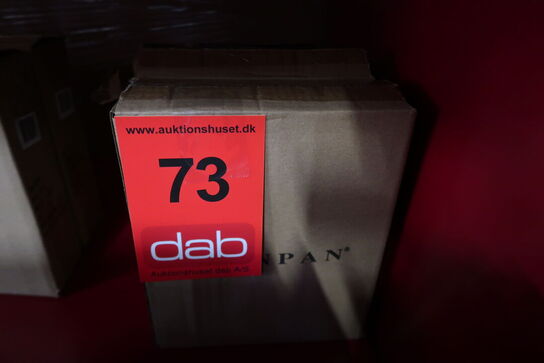 www.auktionshuset.dk
73
dab
Auktionshuset dab A/S
NPAN®